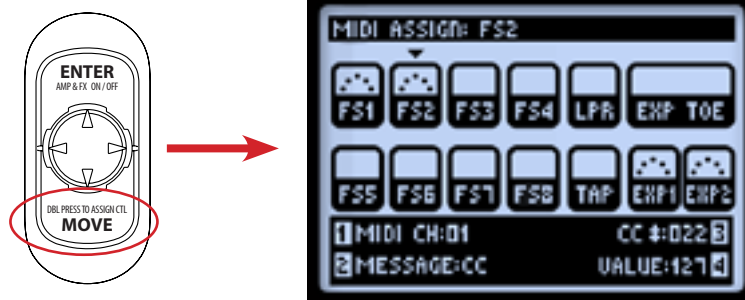 ENTER
AMP & FX ON / OFF
DBL PRESS TO ASSIGN CTL
MOVE
MIDI ASSIGN: FS2
FS1 FS2 FS3 FS4 LPR EXP TOE
FS5 FS6 FS7 FS8 TAP EXP1 EXP2
1 MIDI CH:01 CC #:022 3
2 MESSAGE:CC VALUE:127 4